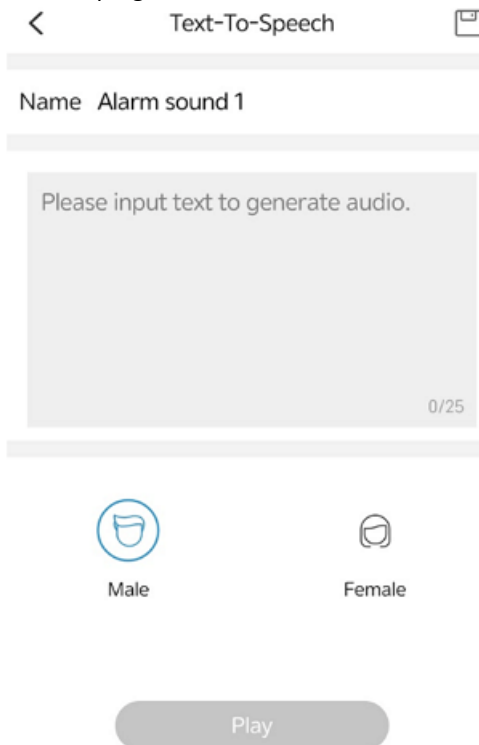 Text-To-Speech
Name Alarm sound 1
Please input text to generate audio.
0/25
Male Female
Play